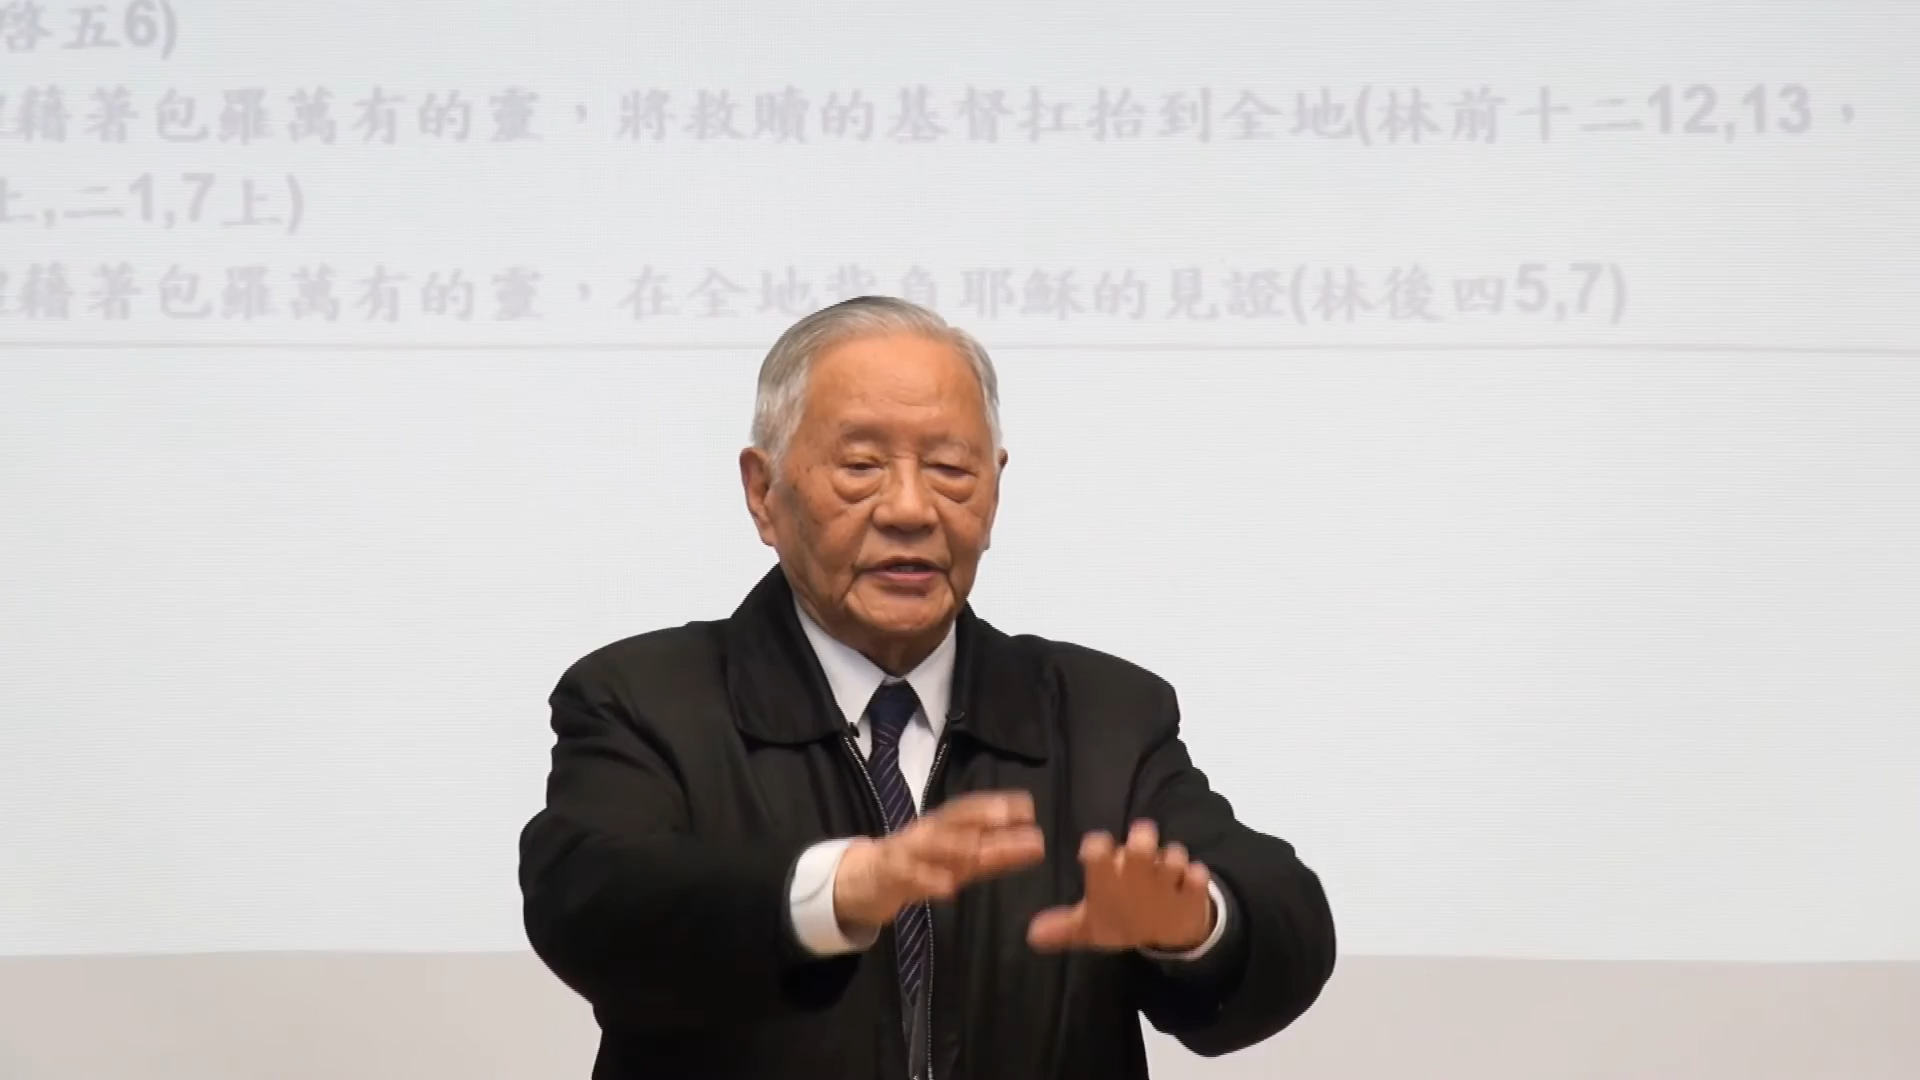 啓五6)
藉著包羅萬有的靈，將救贖的基督扛抬到全地(林前十二12,13，
上,二1,7上)
藉著包羅萬有的靈，在全地背負耶穌的見證(林後四5,7)